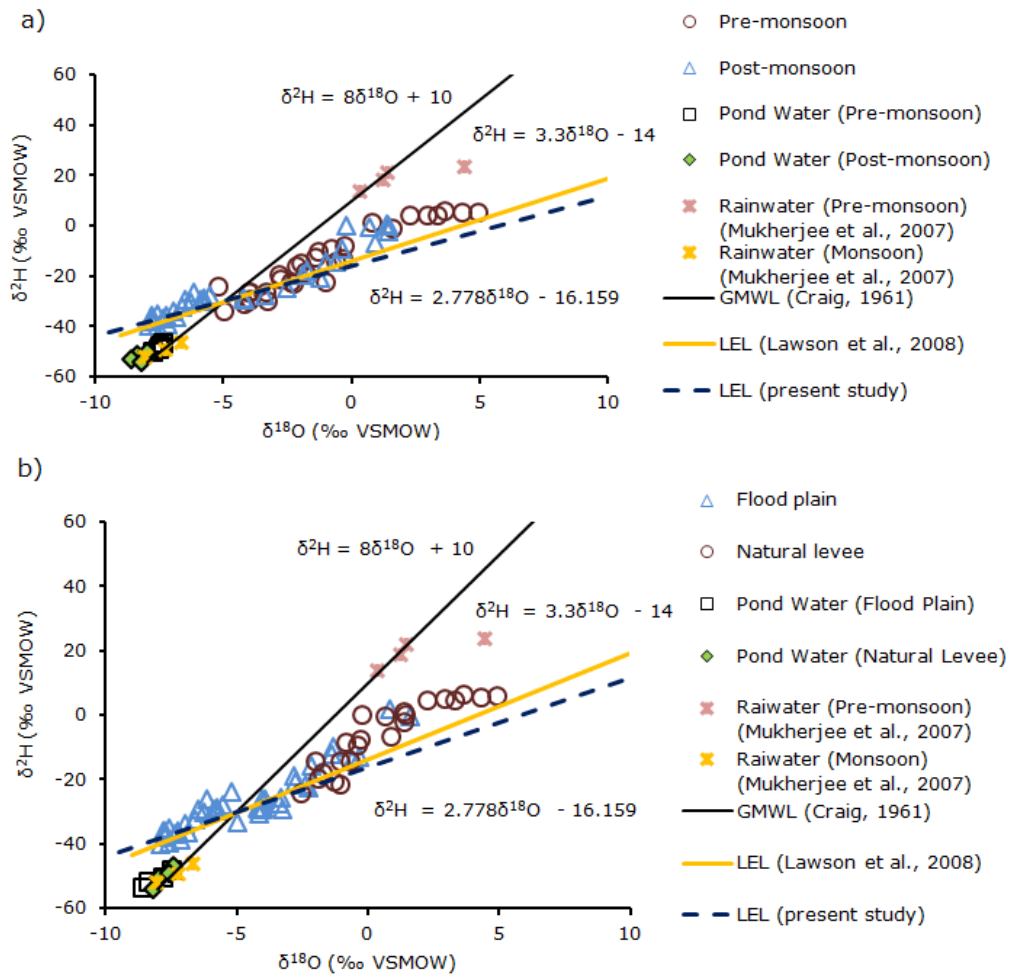 a)
60
40
20
0
-20
-40
-60
-10
-5
0
5
10
δ²H (‰ VSMOW)
δ¹⁸O (‰ VSMOW)
δ²H = 8δ¹⁸O + 10
δ²H = 3.3δ¹⁸O - 14
δ²H = 2.778δ¹⁸O - 16.159
Pre-monsoon
Post-monsoon
Pond Water (Pre-monsoon)
Pond Water (Post-monsoon)
Rainwater (Pre-monsoon)
(Mukherjee et al., 2007)
Rainwater (Monsoon)
(Mukherjee et al., 2007)
GMWL (Craig, 1961)
LEL (Lawson et al., 2008)
LEL (present study)
b)
60
40
20
0
-20
-40
-60
-10
-5
0
5
10
δ²H (‰ VSMOW)
δ¹⁸O (‰ VSMOW)
δ²H = 8δ¹⁸O + 10
δ²H = 3.3δ¹⁸O - 14
δ²H = 2.778δ¹⁸O - 16.159
Flood plain
Natural levee
Pond Water (Flood Plain)
Pond Water (Natural Levee)
Raiwater (Pre-monsoon)
(Mukherjee et al., 2007)
Raiwater (Monsoon)
(Mukherjee et al., 2007)
GMWL (Craig, 1961)
LEL (Lawson et al., 2008)
LEL (present study)